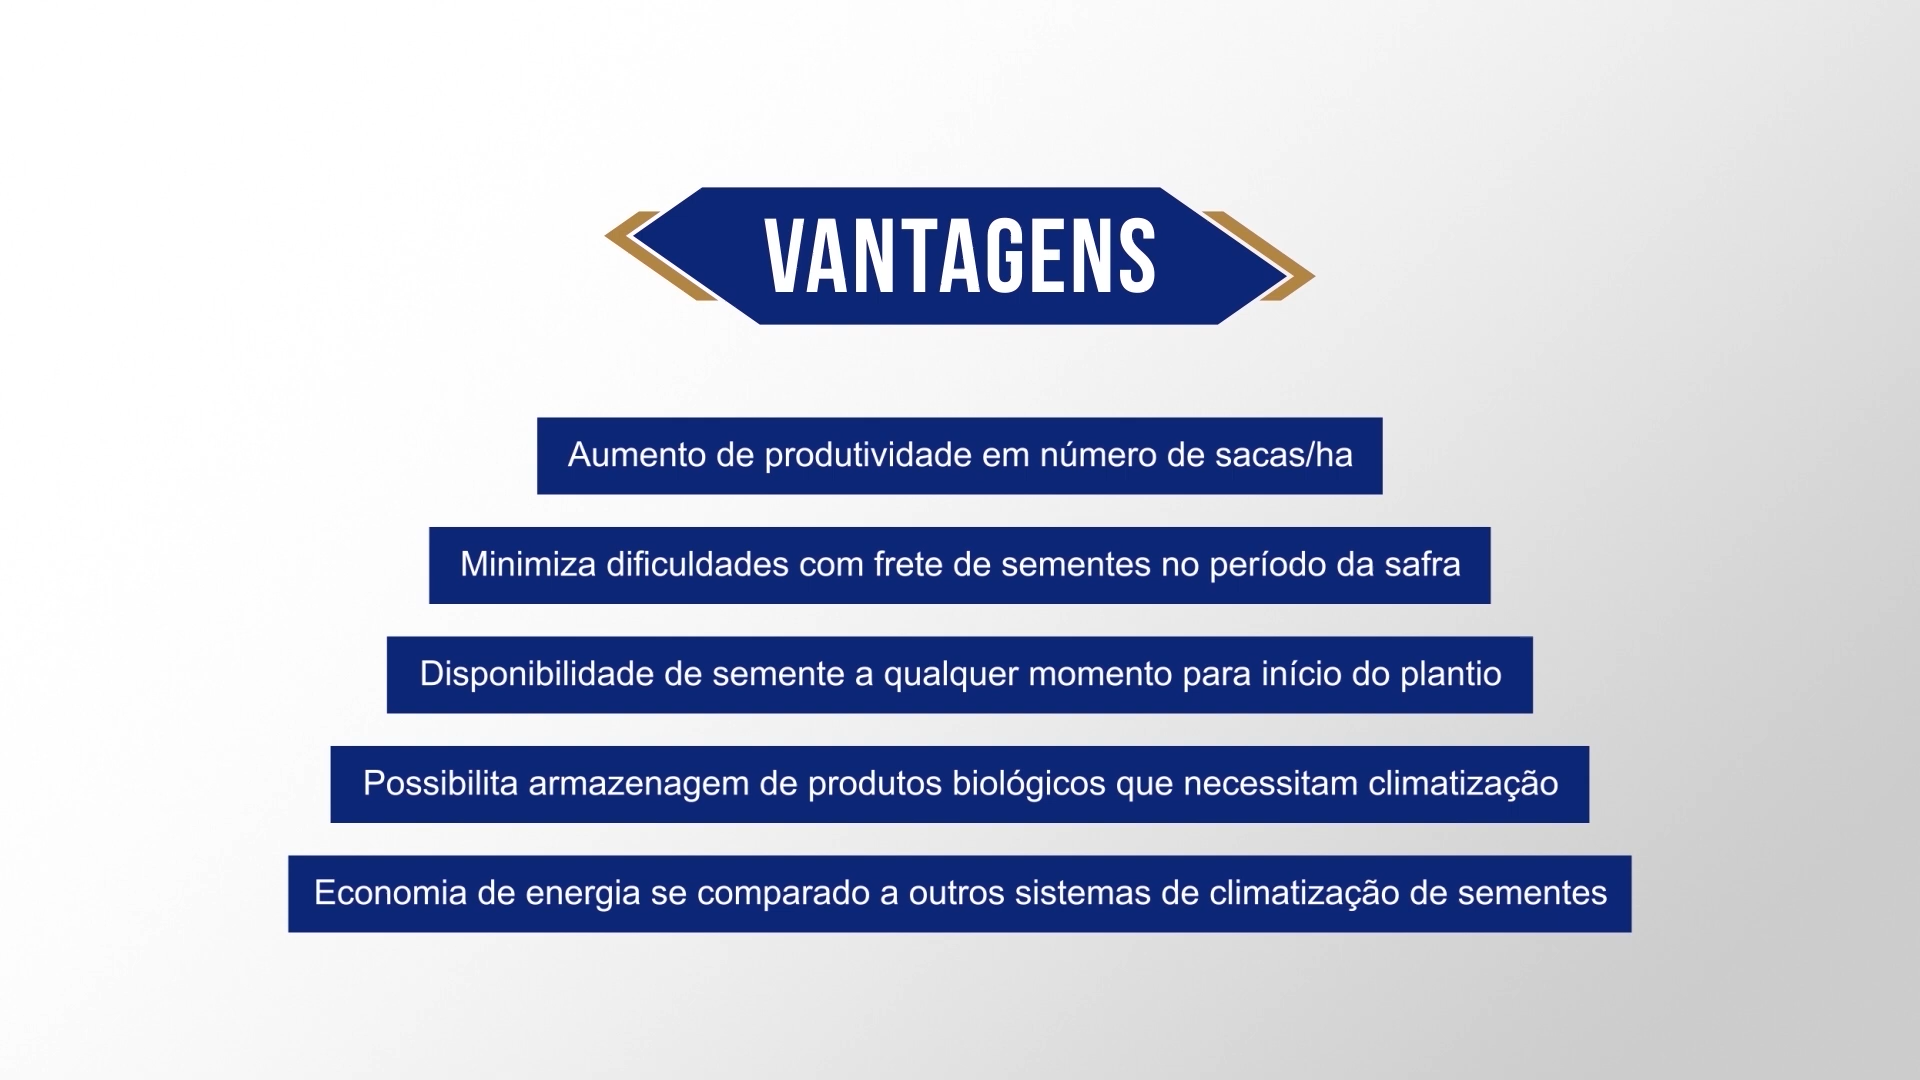 VANTAGENS
Aumento de produtividade em número de sacas/ha
Minimiza dificuldades com frete de sementes no período da safra
Disponibilidade de semente a qualquer momento para início do plantio
Possibilita armazenagem de produtos biológicos que necessitam climatização
Economia de energia se comparado a outros sistemas de climatização de sementes